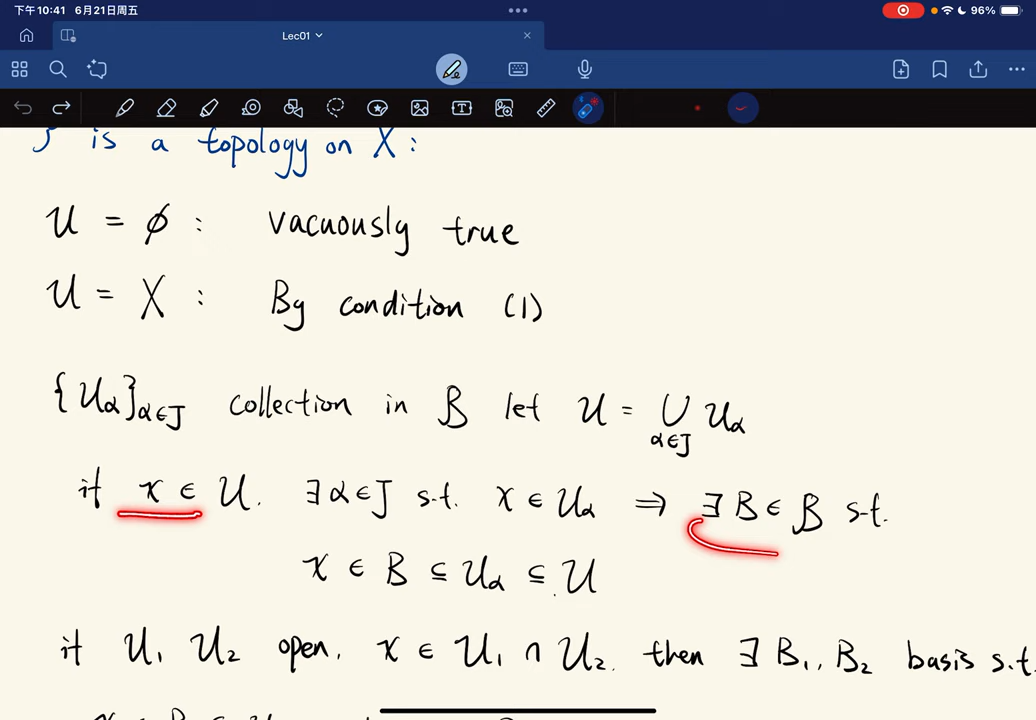 下午10:41 6月21日周五
96%
Lec01
is a topology on X :
U = ∅ : vacuously true
U = X : By condition (1)
{Uα}α∈J collection in B let U = ∪α∈J Uα
if x ∈ U. ∃ α ∈ J s.t. x ∈ Uα ⇒ ∃ B ∈ B s.t.
x ∈ B ⊆ Uα ⊆ U
if U₁ U₂ open, x ∈ U₁ ∩ U₂. then ∃ B₁, B₂ basis s.t.